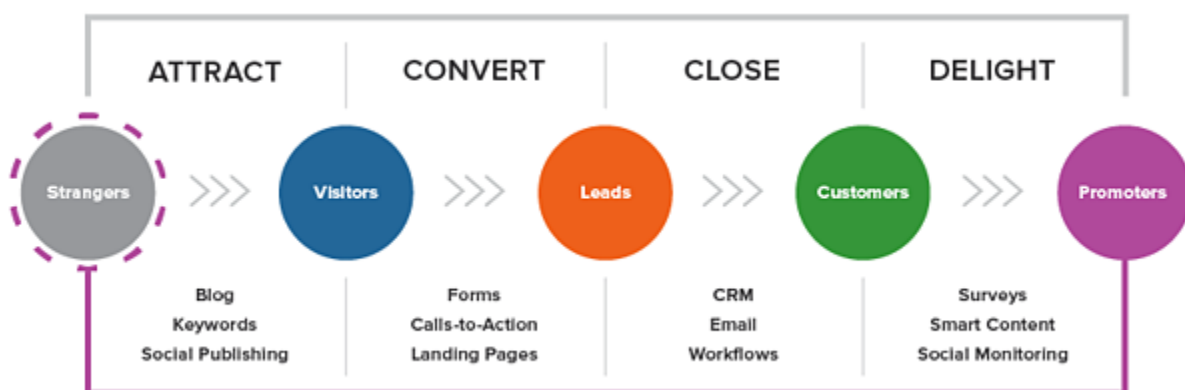 ATTRACT
CONVERT
CLOSE
DELIGHT
Strangers
Visitors
Leads
Customers
Promoters
Blog
Keywords
Social Publishing
Forms
Calls-to-Action
Landing Pages
CRM
Email
Workflows
Surveys
Smart Content
Social Monitoring